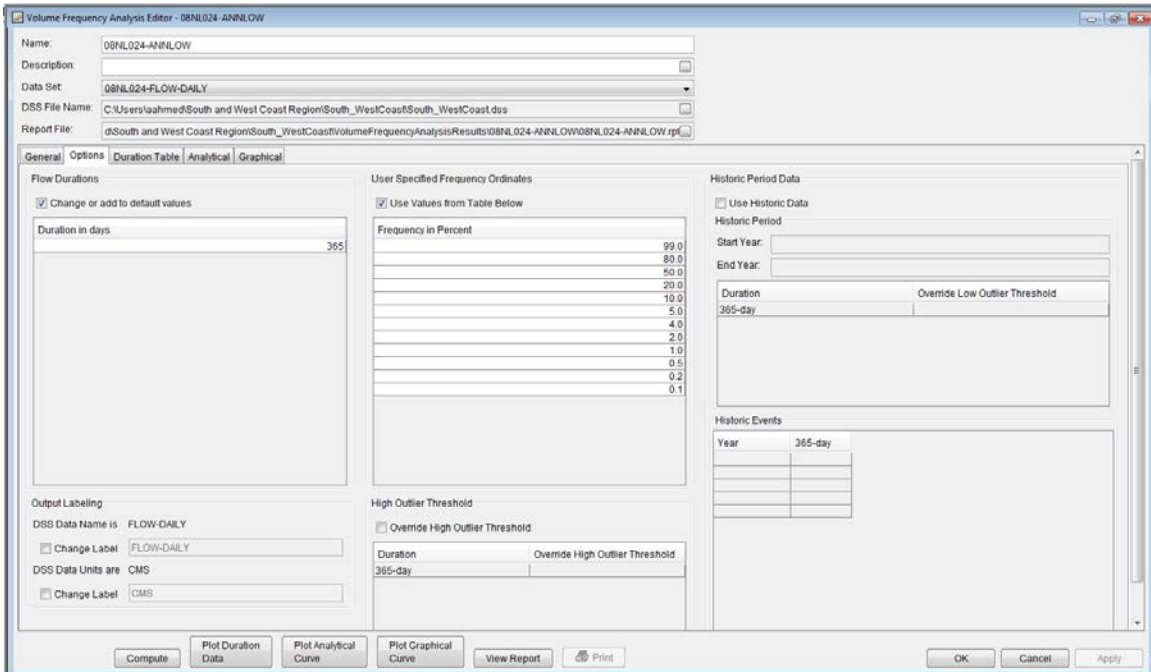 Volume Frequency Analysis Editor - 08NL024-ANNLOW
Name: 08NL024-ANNLOW
Description:
Data Set: 08NL024-FLOW-DAILY
DSS File Name: C:\Users\aahmed\South and West Coast Region\South_WestCoast\South_WestCoast.dss
Report File: d\South and West Coast Region\South_WestCoast\VolumeFrequencyAnalysisResults\08NL024-ANNLOW\08NL024-ANNLOW.rpt
General Options Duration Table Analytical Graphical
Flow Durations
Change or add to default values
Duration in days
365
Output Labeling
DSS Data Name is FLOW-DAILY
Change Label FLOW-DAILY
DSS Data Units are CMS
Change Label CMS
User Specified Frequency Ordinates
Use Values from Table Below
Frequency in Percent
99.0
80.0
50.0
20.0
10.0
5.0
4.0
2.0
1.0
0.5
0.2
0.1
High Outlier Threshold
Override High Outlier Threshold
Duration Override High Outlier Threshold
365-day
Historic Period Data
Use Historic Data
Historic Period
Start Year:
End Year:
Duration Override Low Outlier Threshold
365-day
Historic Events
Year 365-day
Compute
Plot Duration
Data
Plot Analytical
Curve
Plot Graphical
Curve
View Report
Print
OK
Cancel
Apply